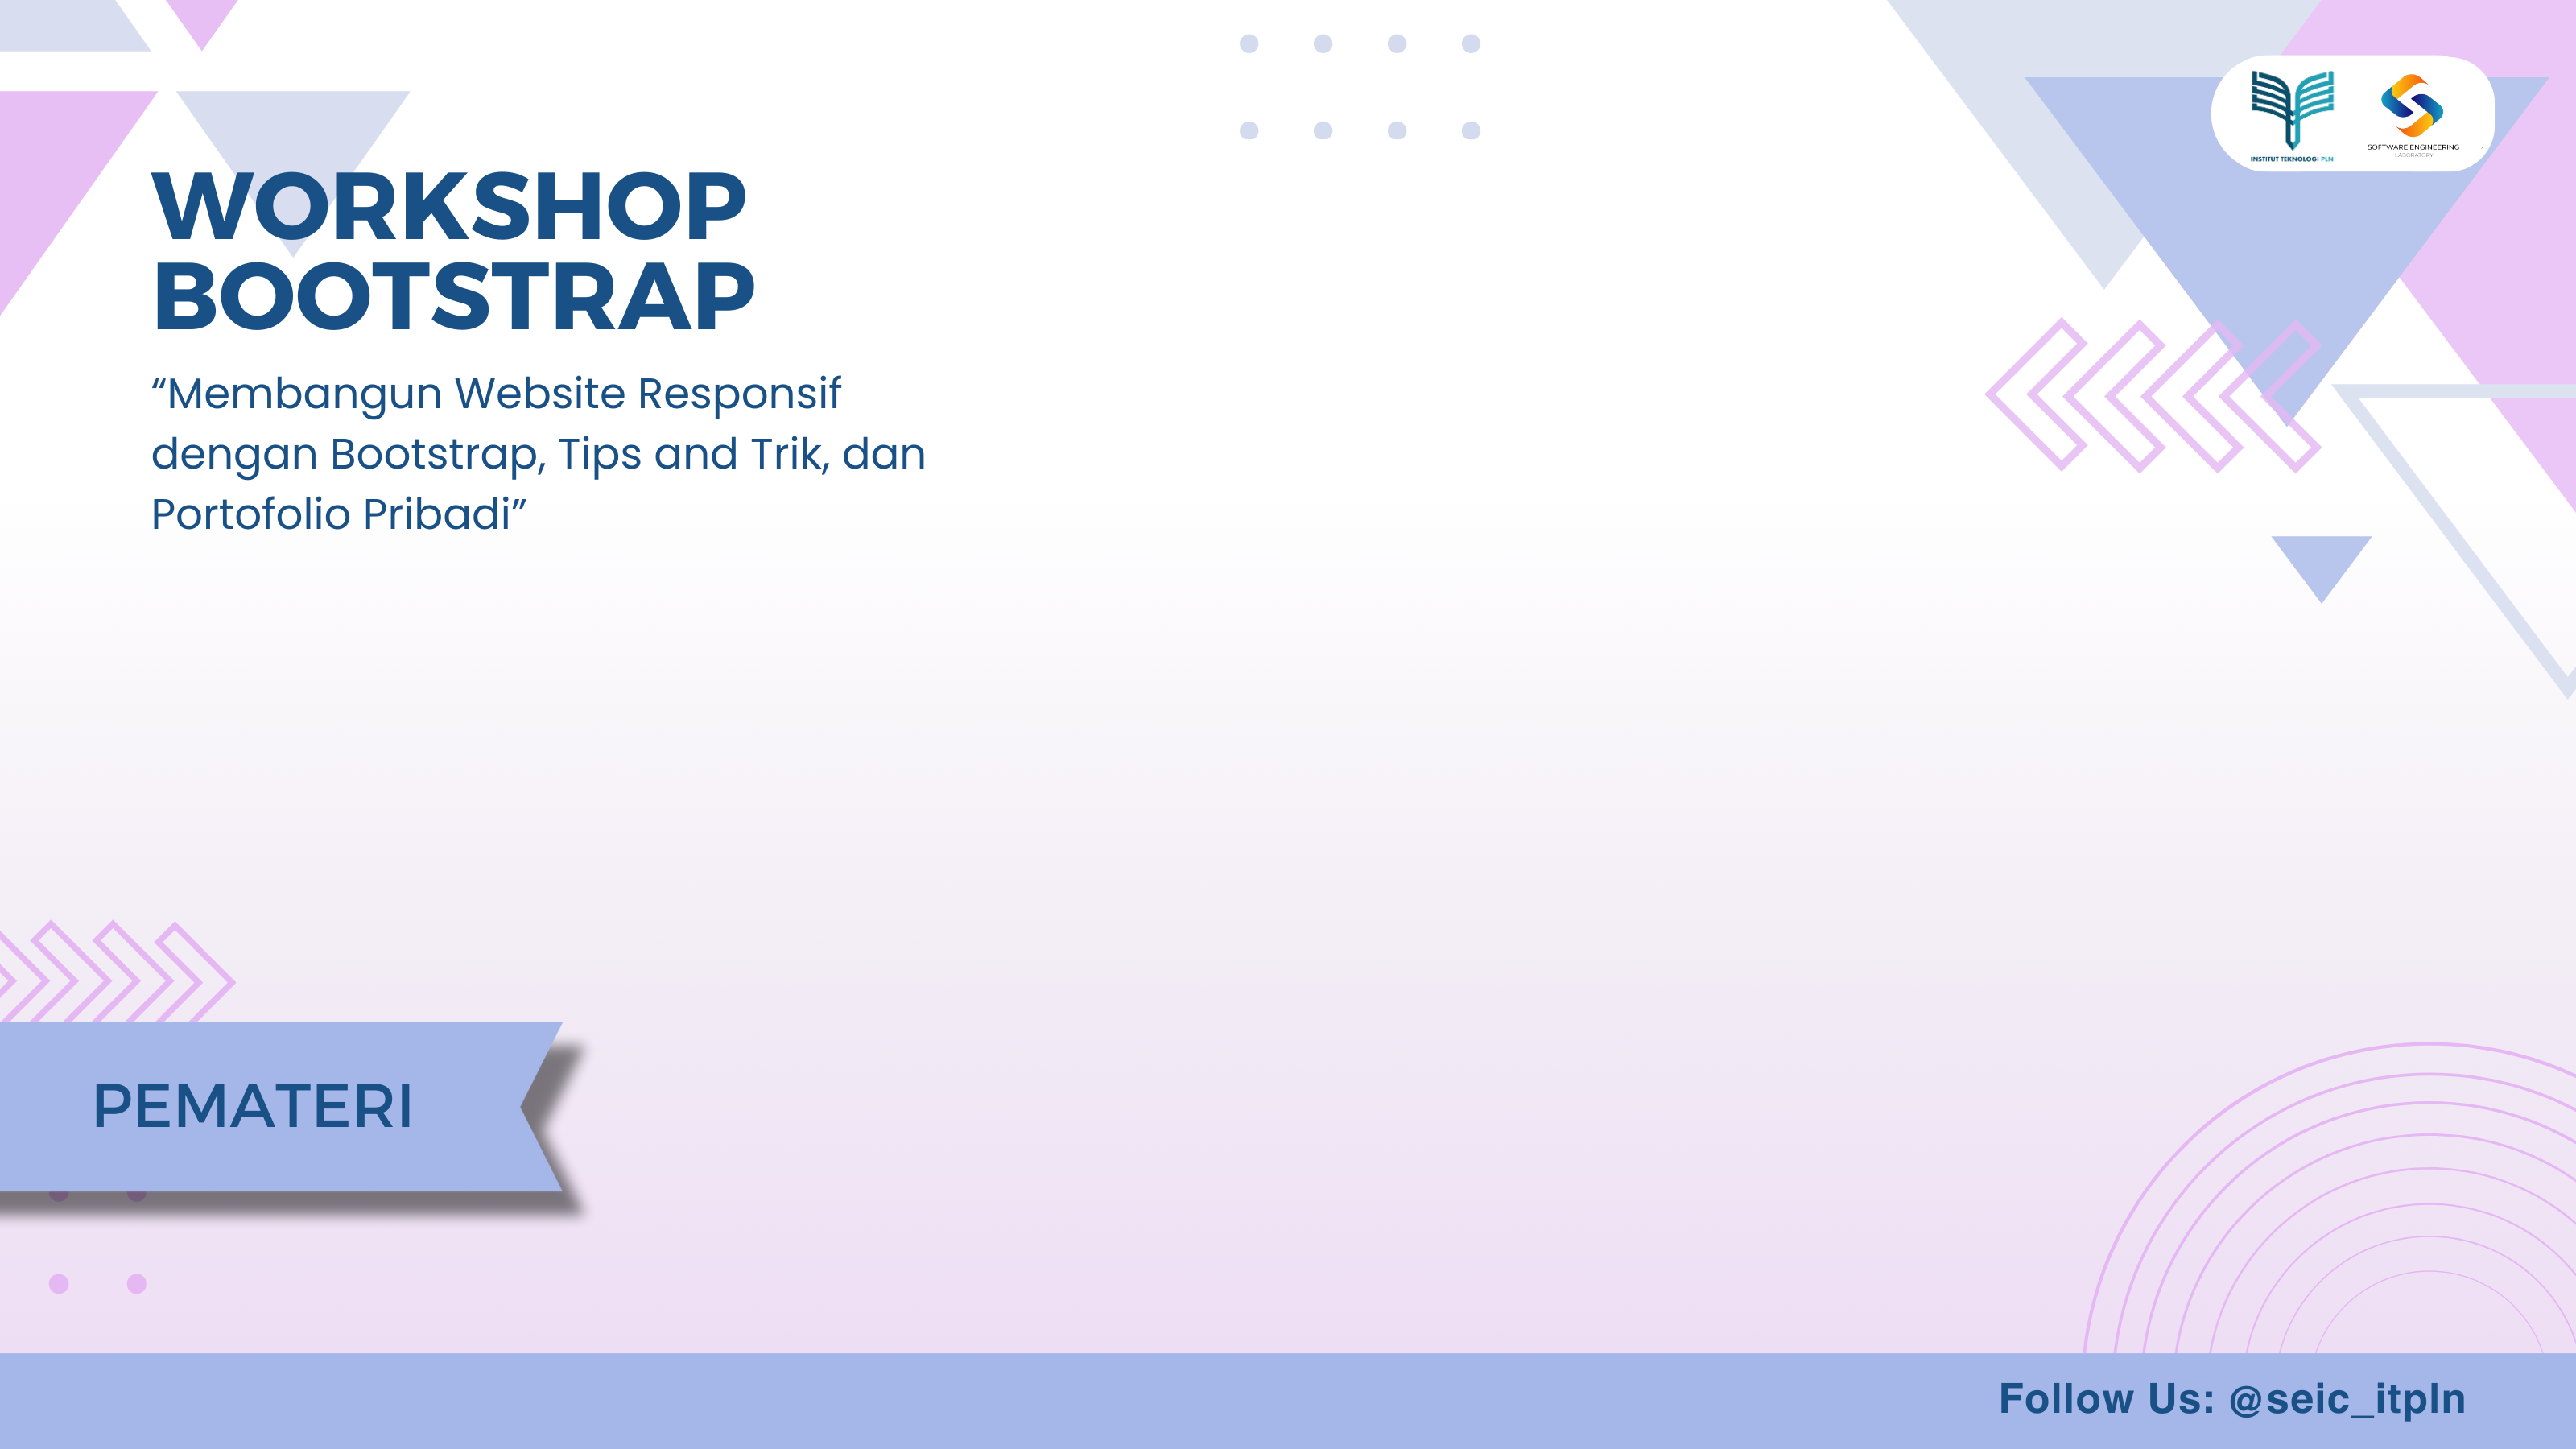 WORKSHOP
BOOTSTRAP
“Membangun Website Responsif
dengan Bootstrap, Tips and Trik, dan
Portofolio Pribadi”
INSTITUT TEKNOLOGI PLN
SOFTWARE ENGINEERING
LABORATORY
PEMATERI
Follow Us: @seic_itpln